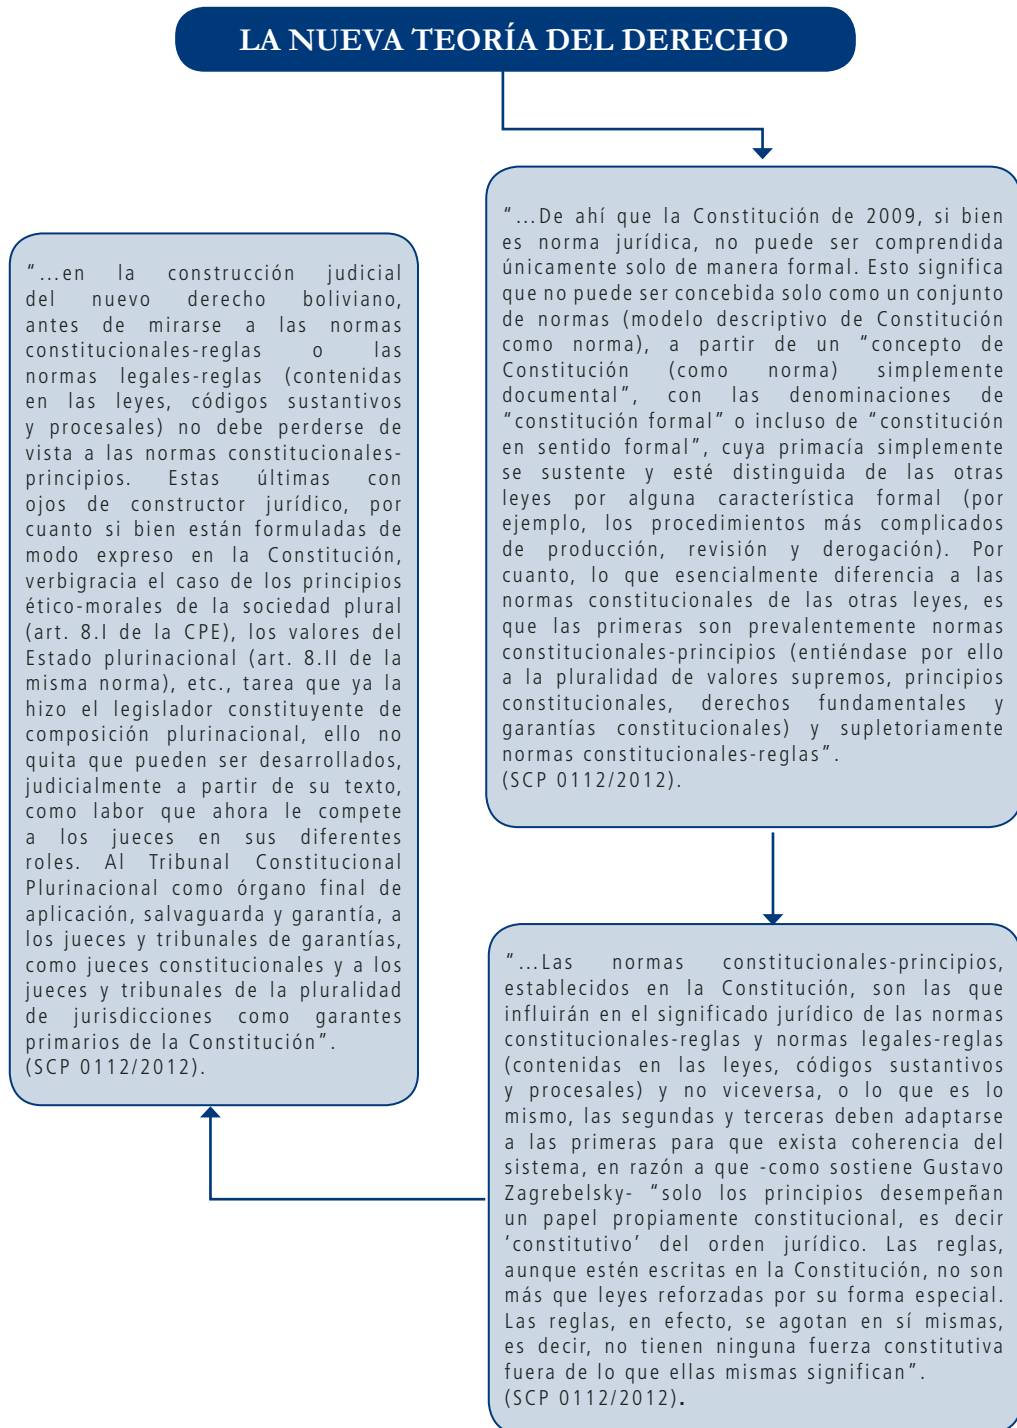 LA NUEVA TEORÍA DEL DERECHO
“...De ahí que la Constitución de 2009, si bien
es norma jurídica, no puede ser comprendida
únicamente solo de manera formal. Esto significa
que no puede ser concebida solo como un conjunto
de normas (modelo descriptivo de Constitución
como norma), a partir de un “concepto de
Constitución (como norma) simplemente
documental”, con las denominaciones de
“constitución formal” o incluso de “constitución
en sentido formal”, cuya primacía simplemente
se sustente y esté distinguida de las otras
leyes por alguna característica formal (por
ejemplo, los procedimientos más complicados
de producción, revisión y derogación). Por
cuanto, lo que esencialmente diferencia a las
normas constitucionales de las otras leyes, es
que las primeras son prevalentemente normas
constitucionales-principios (entiéndase por ello
a la pluralidad de valores supremos, principios
constitucionales, derechos fundamentales y
garantías constitucionales) y supletoriamente
normas constitucionales-reglas”.
(SCP 0112/2012).
“...Las normas constitucionales-principios,
establecidos en la Constitución, son las que
influirán en el significado jurídico de las normas
constitucionales-reglas y normas legales-reglas
(contenidas en las leyes, códigos sustantivos
y procesales) y no viceversa, o lo que es lo
mismo, las segundas y terceras deben adaptarse
a las primeras para que exista coherencia del
sistema, en razón a que -como sostiene Gustavo
Zagrebelsky- “solo los principios desempeñan
un papel propiamente constitucional, es decir
‘constitutivo’ del orden jurídico. Las reglas,
aunque estén escritas en la Constitución, no son
más que leyes reforzadas por su forma especial.
Las reglas, en efecto, se agotan en sí mismas,
es decir, no tienen ninguna fuerza constitutiva
fuera de lo que ellas mismas significan”.
(SCP 0112/2012).
“...en la construcción judicial
del nuevo derecho boliviano,
antes de mirarse a las normas
constitucionales-reglas o las
normas legales-reglas (contenidas
en las leyes, códigos sustantivos
y procesales) no debe perderse de
vista a las normas constitucionales-
principios. Estas últimas con
ojos de constructor jurídico, por
cuanto si bien están formuladas de
modo expreso en la Constitución,
verbigracia el caso de los principios
ético-morales de la sociedad plural
(art. 8.I de la CPE), los valores del
Estado plurinacional (art. 8.II de la
misma norma), etc., tarea que ya la
hizo el legislador constituyente de
composición plurinacional, ello no
quita que pueden ser desarrollados,
judicialmente a partir de su texto,
como labor que ahora le compete
a los jueces en sus diferentes
roles. Al Tribunal Constitucional
Plurinacional como órgano final de
aplicación, salvaguarda y garantía, a
los jueces y tribunales de garantías,
como jueces constitucionales y a los
jueces y tribunales de la pluralidad
de jurisdicciones como garantes
primarios de la Constitución”.
(SCP 0112/2012).